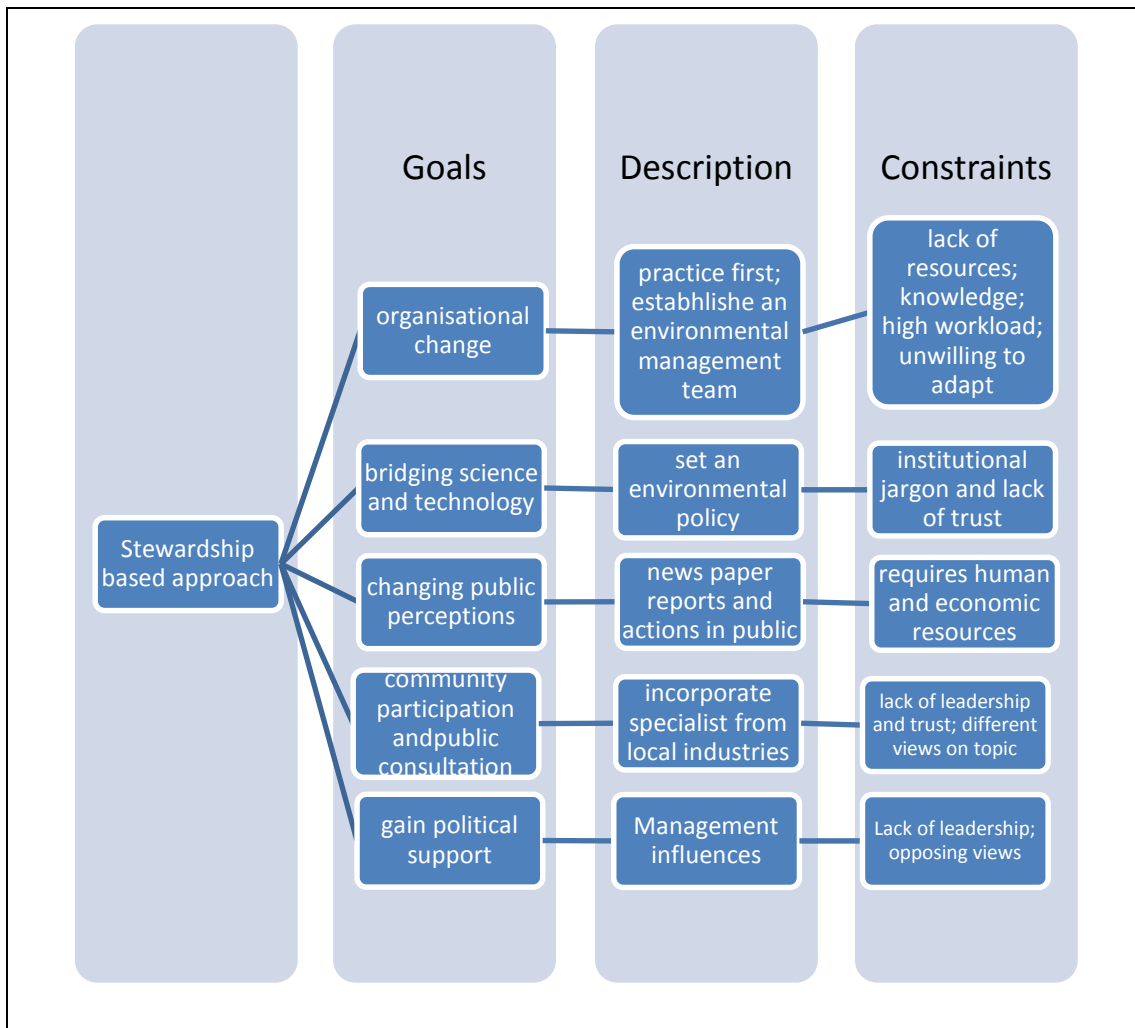 Goals
Description
Constraints
Stewardship
based approach
organisational
change
practice first;
estabhlishe an
environmental
management
team
lack of
resources;
knowledge;
high workload;
unwilling to
adapt
bridging science
and technology
set an
environmental
policy
institutional
jargon and lack
of trust
changing public
perceptions
news paper
reports and
actions in public
requires human
and economic
resources
community
participation
andpublic
consultation
incorporate
specialist from
local industries
lack of leadership
and trust; different
views on topic
gain political
support
Management
influences
Lack of leadership;
opposing views